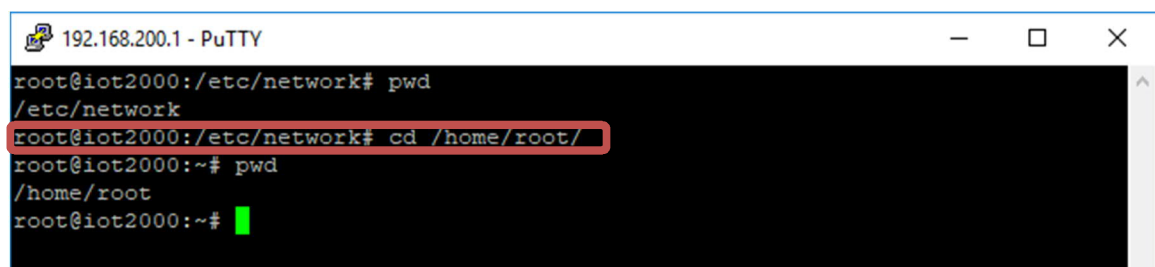 192.168.200.1 - PuTTY
root@iot2000:/etc/network# pwd
/etc/network
root@iot2000:/etc/network# cd /home/root/
root@iot2000:~# pwd
/home/root
root@iot2000:~#